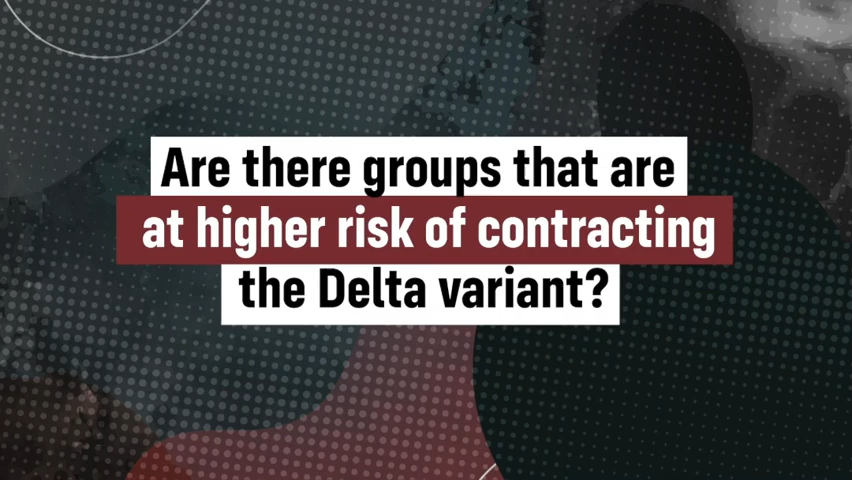 Are there groups that are
at higher risk of contracting
the Delta variant?